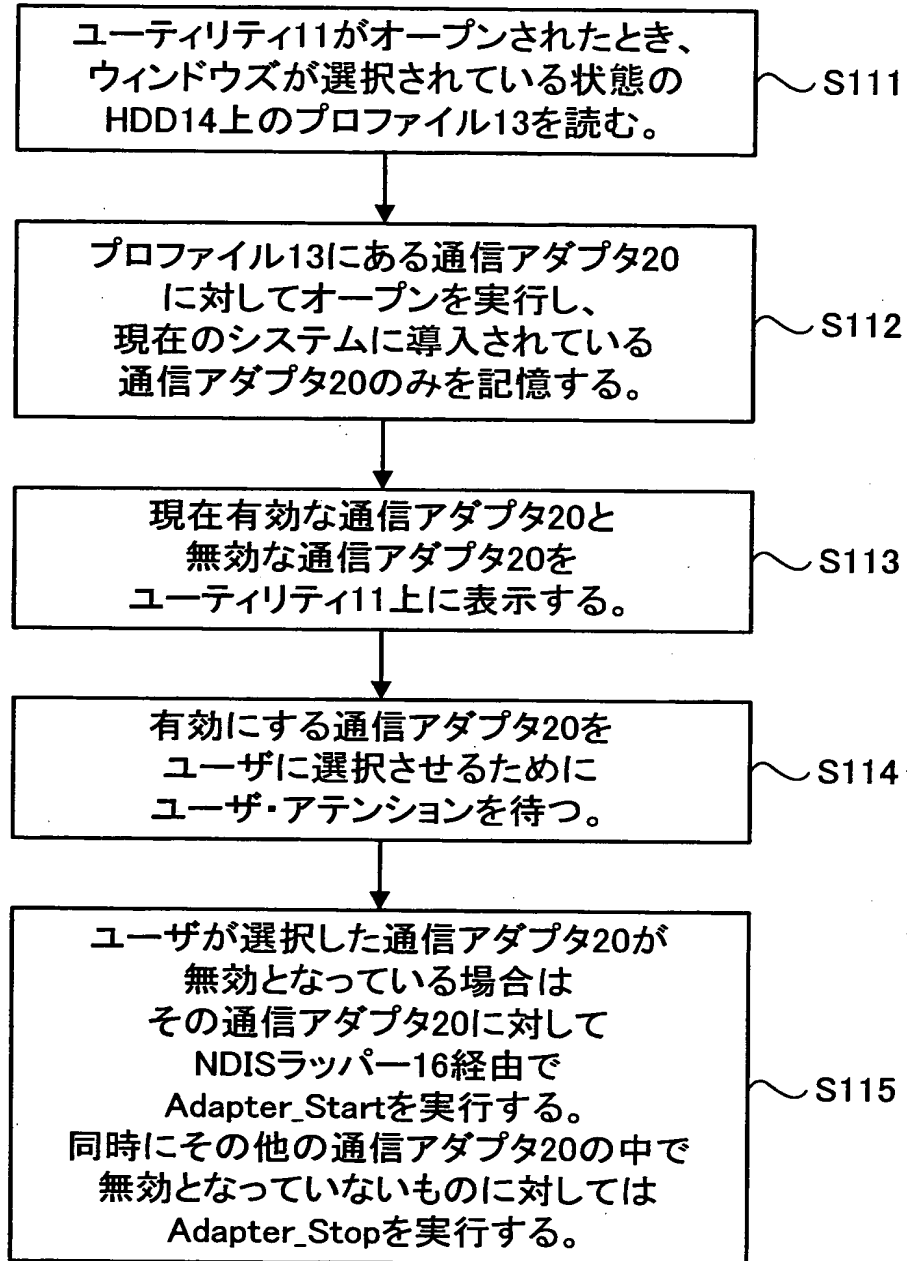 ユーティリティ11がオープンされたとき、
ウィンドウズが選択されている状態の
HDD14上のプロファイル13を読む。
S111
プロファイル13にある通信アダプタ20
に対してオープンを実行し、
現在のシステムに導入されている
通信アダプタ20のみを記憶する。
S112
現在有効な通信アダプタ20と
無効な通信アダプタ20を
ユーティリティ11上に表示する。
S113
有効にする通信アダプタ20を
ユーザに選択させるために
ユーザ・アテンションを待つ。
S114
ユーザが選択した通信アダプタ20が
無効となっている場合は
その通信アダプタ20に対して
NDISラッパー16経由で
Adapter_Startを実行する。
同時にその他の通信アダプタ20の中で
無効となっていないものに対しては
Adapter_Stopを実行する。
S115